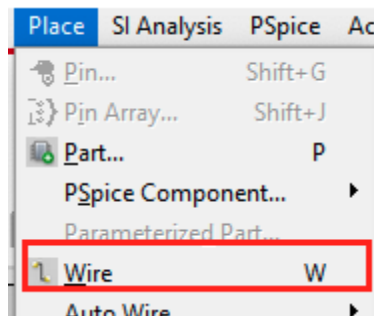 Place SI Analysis PSpice Ac
Pin... Shift+G
Pin Array... Shift+J
Part... P
PSpice Component...
Parameterized Part...
Wire W
Auto Wire